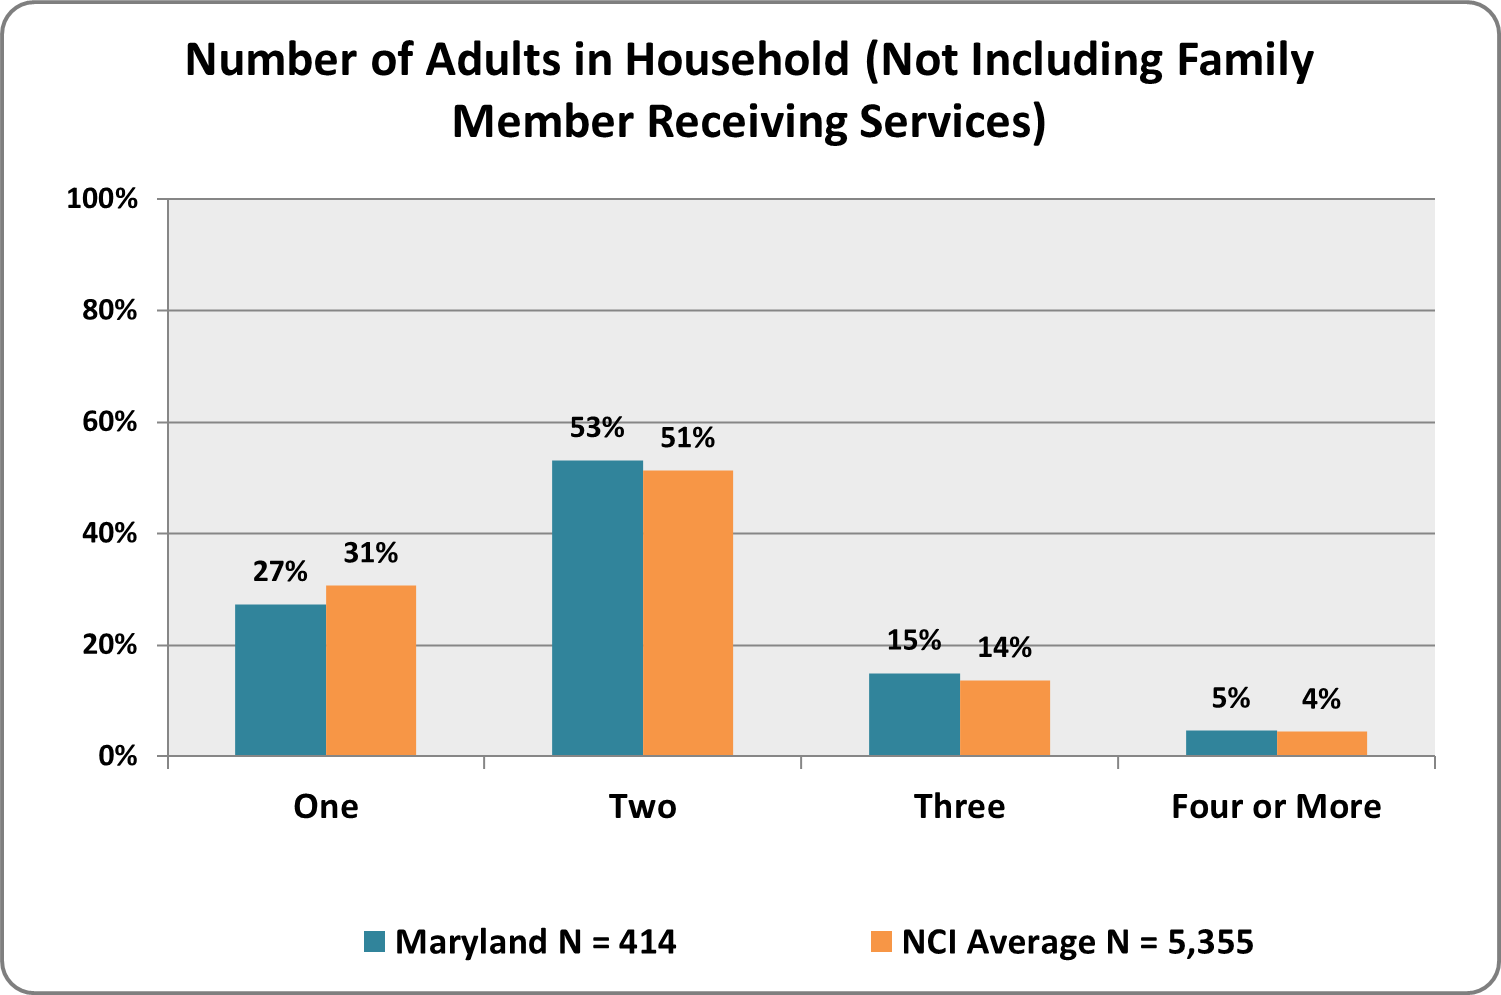 Number of Adults in Household (Not Including Family
Member Receiving Services)
100%
80%
60%
40%
20%
0%
27%
31%
53%
51%
15%
14%
5%
4%
One
Two
Three
Four or More
Maryland N = 414
NCI Average N = 5,355